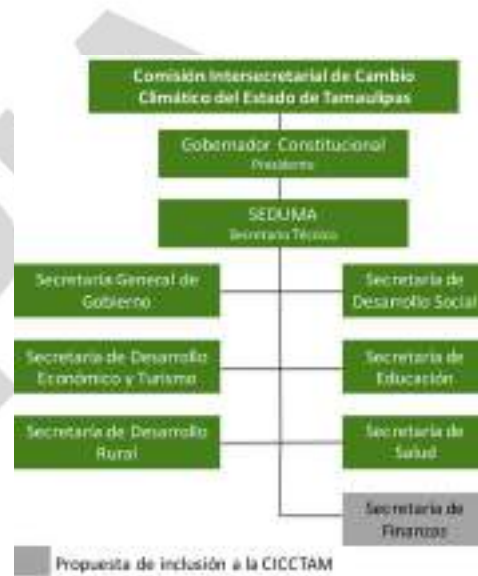 Comisión Intersecretarial de Cambio
Climático del Estado de Tamaulipas
Gobernador Constitucional
Presidente
SEDUMA
Secretario Técnico
Secretaría General de
Gobierno
Secretaría de
Desarrollo Social
Secretaría de Desarrollo
Económico y Turismo
Secretaría de
Educación
Secretaría de Desarrollo
Rural
Secretaría de
Salud
Secretaría de
Finanzas
Propuesta de inclusión a la CICCTAM